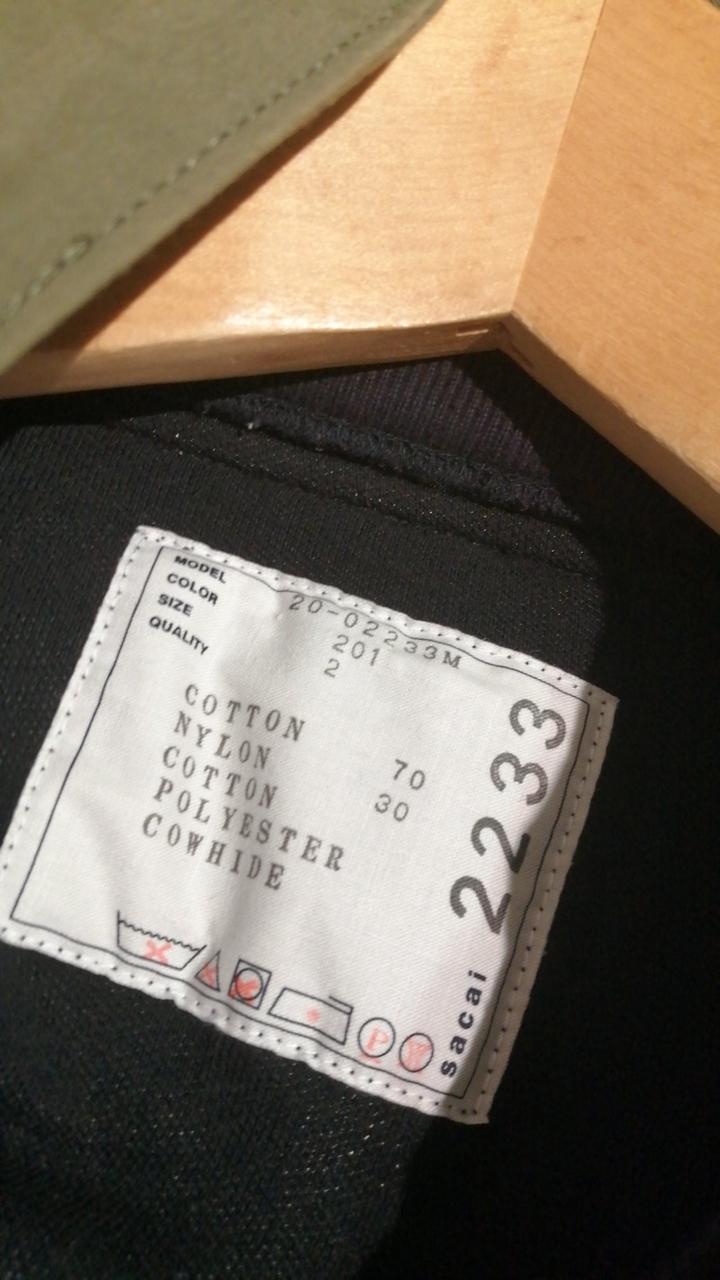 MODEL 20-02233M
COLOR 201
SIZE 2
QUALITY
COTTON
NYLON 70
COTTON 30
POLYESTER
COWHIDE
P
sacai 2233